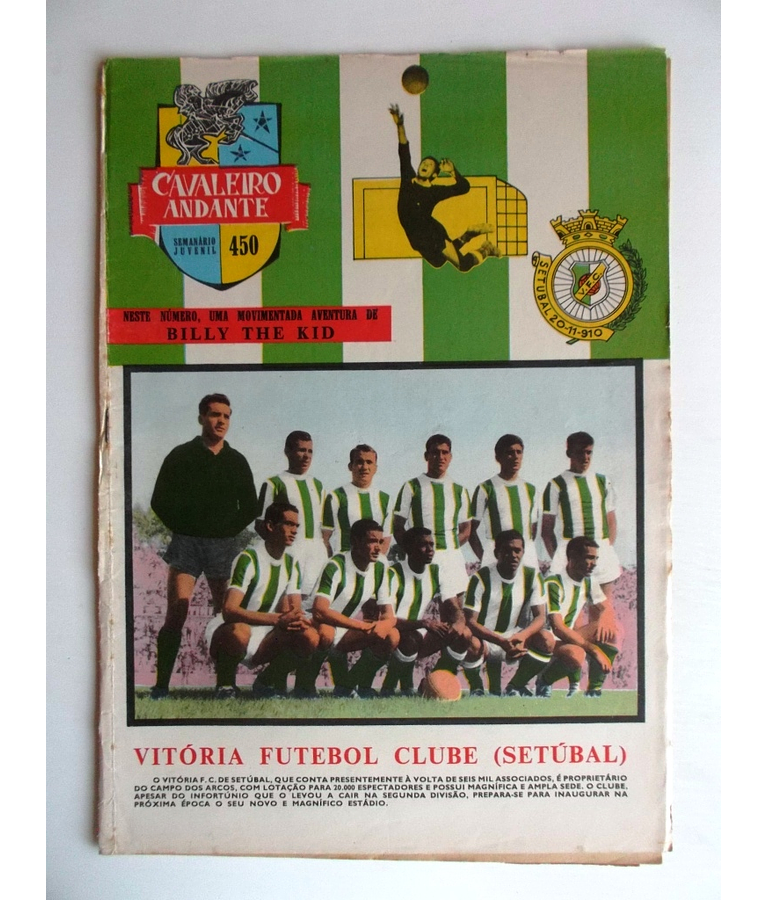 CAVALEIRO
ANDANTE
SEMANÁRIO
JUVENIL
450
V.F.C.
SETUBAL 20-11-910
NESTE NÚMERO, UMA MOVIMENTADA AVENTURA DE
BILLY THE KID
VITÓRIA FUTEBOL CLUBE (SETÚBAL)
O VITÓRIA F. C. DE SETÚBAL, QUE CONTA PRESENTEMENTE À VOLTA DE SEIS MIL ASSOCIADOS, É PROPRIETÁRIO
DO CAMPO DOS ARCOS, COM LOTAÇÃO PARA 20.000 ESPECTADORES E POSSUI MAGNÍFICA E AMPLA SEDE. O CLUBE,
APESAR DO INFORTÚNIO QUE O LEVOU A CAIR NA SEGUNDA DIVISÃO, PREPARA-SE PARA INAUGURAR NA
PRÓXIMA ÉPOCA O SEU NOVO E MAGNÍFICO ESTÁDIO.